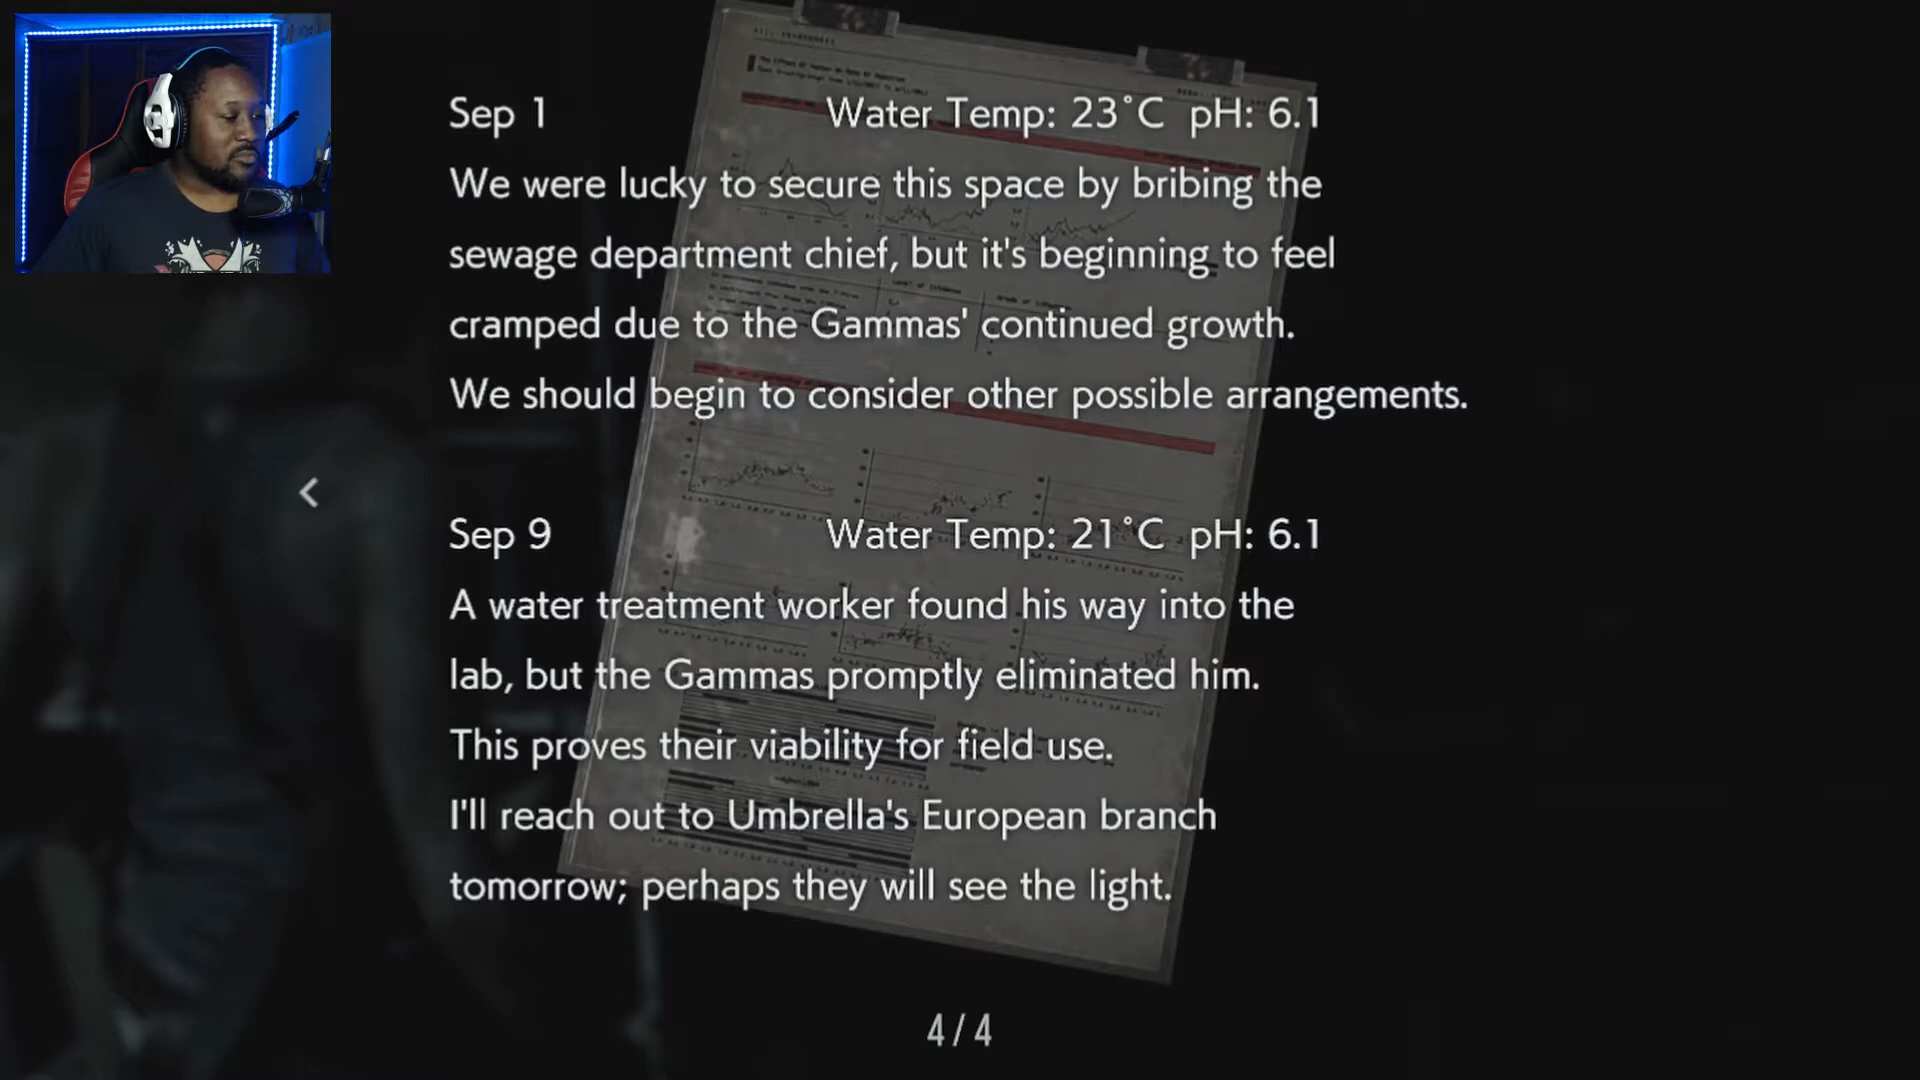 Sep 1 Water Temp: 23°C pH: 6.1
We were lucky to secure this space by bribing the
sewage department chief, but it's beginning to feel
cramped due to the Gammas' continued growth.
We should begin to consider other possible arrangements.
Sep 9 Water Temp: 21°C pH: 6.1
A water treatment worker found his way into the
lab, but the Gammas promptly eliminated him.
This proves their viability for field use.
I'll reach out to Umbrella's European branch
tomorrow; perhaps they will see the light.
4/4